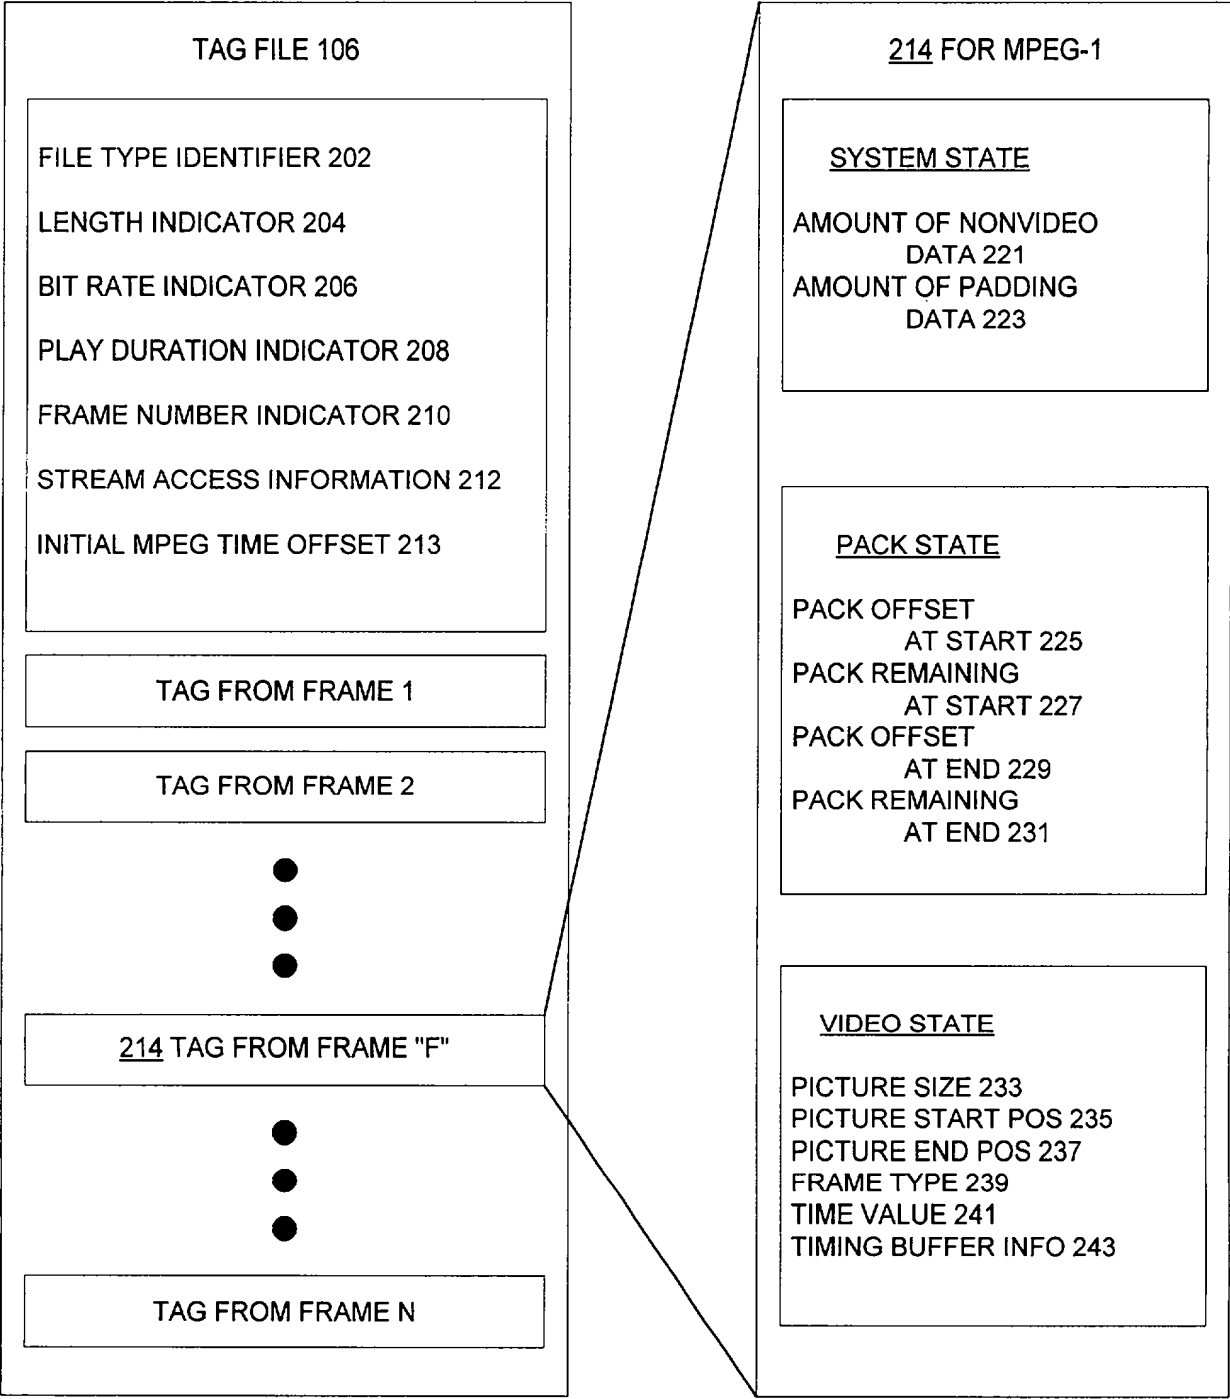 TAG FILE 106
FILE TYPE IDENTIFIER 202
LENGTH INDICATOR 204
BIT RATE INDICATOR 206
PLAY DURATION INDICATOR 208
FRAME NUMBER INDICATOR 210
STREAM ACCESS INFORMATION 212
INITIAL MPEG TIME OFFSET 213
TAG FROM FRAME 1
TAG FROM FRAME 2
214 TAG FROM FRAME "F"
TAG FROM FRAME N
214 FOR MPEG-1
SYSTEM STATE
AMOUNT OF NONVIDEO
DATA 221
AMOUNT OF PADDING
DATA 223
PACK STATE
PACK OFFSET
AT START 225
PACK REMAINING
AT START 227
PACK OFFSET
AT END 229
PACK REMAINING
AT END 231
VIDEO STATE
PICTURE SIZE 233
PICTURE START POS 235
PICTURE END POS 237
FRAME TYPE 239
TIME VALUE 241
TIMING BUFFER INFO 243